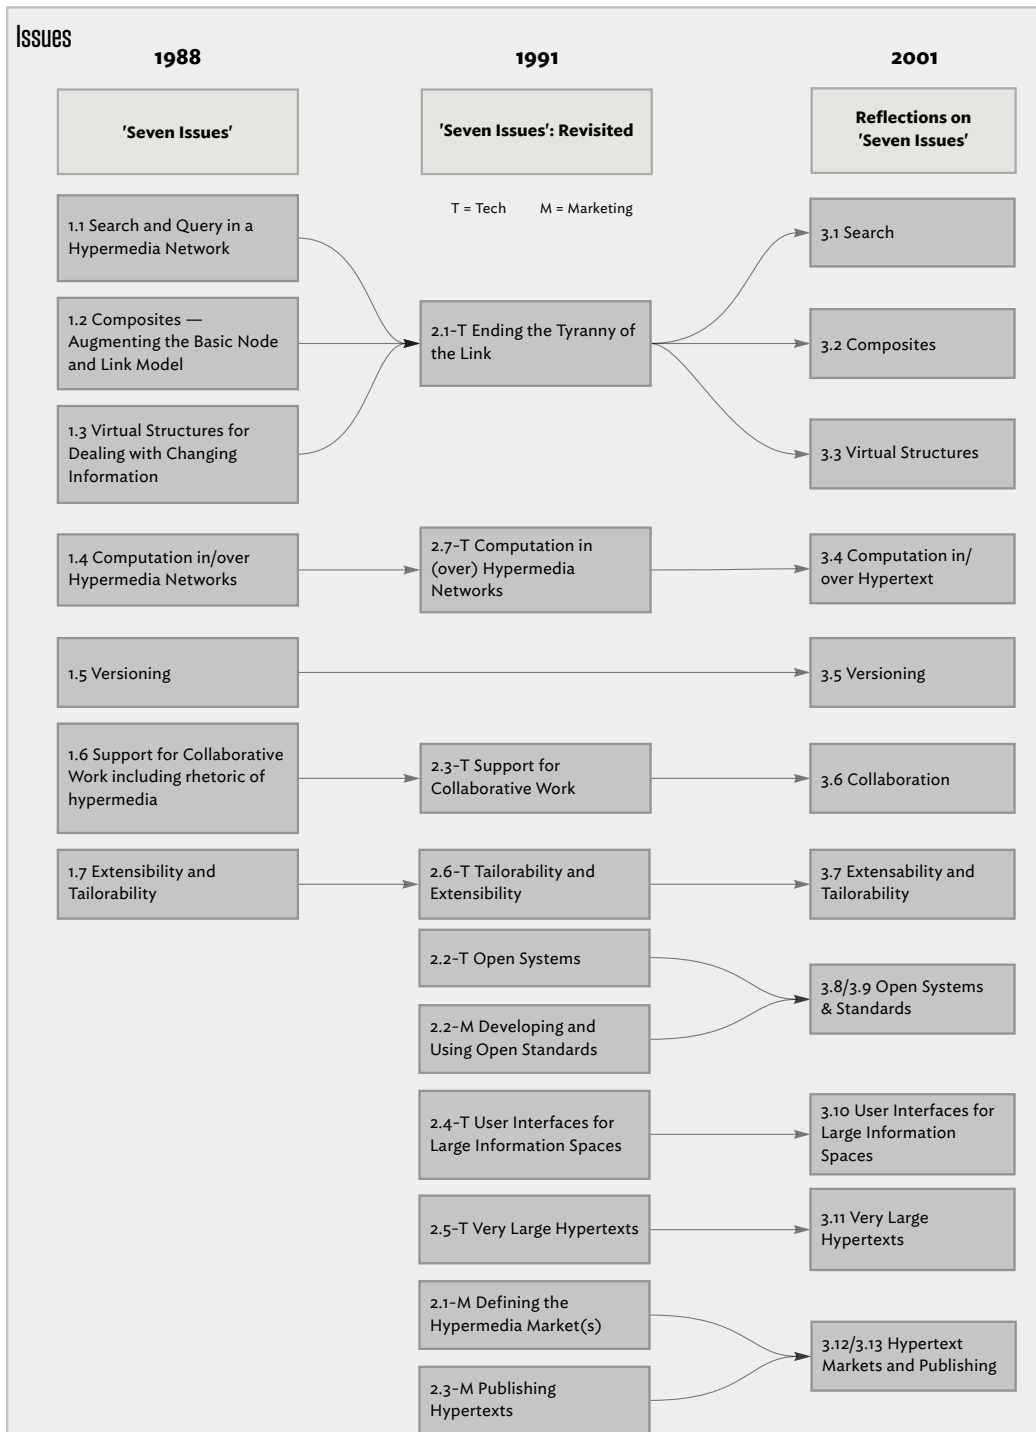 Issues
1988
1991
2001
'Seven Issues'
'Seven Issues': Revisited
Reflections on
'Seven Issues'
T = Tech M = Marketing
1.1 Search and Query in a
Hypermedia Network
1.2 Composites —
Augmenting the Basic Node
and Link Model
1.3 Virtual Structures for
Dealing with Changing
Information
2.1-T Ending the Tyranny of
the Link
3.1 Search
3.2 Composites
3.3 Virtual Structures
1.4 Computation in/over
Hypermedia Networks
2.7-T Computation in
(over) Hypermedia
Networks
3.4 Computation in/
over Hypertext
1.5 Versioning
3.5 Versioning
1.6 Support for Collaborative
Work including rhetoric of
hypermedia
2.3-T Support for
Collaborative Work
3.6 Collaboration
1.7 Extensibility and
Tailorability
2.6-T Tailorability and
Extensibility
3.7 Extensability and
Tailorability
2.2-T Open Systems
2.2-M Developing and
Using Open Standards
3.8/3.9 Open Systems
& Standards
2.4-T User Interfaces for
Large Information Spaces
3.10 User Interfaces for
Large Information
Spaces
2.5-T Very Large Hypertexts
3.11 Very Large
Hypertexts
2.1-M Defining the
Hypermedia Market(s)
2.3-M Publishing
Hypertexts
3.12/3.13 Hypertext
Markets and Publishing